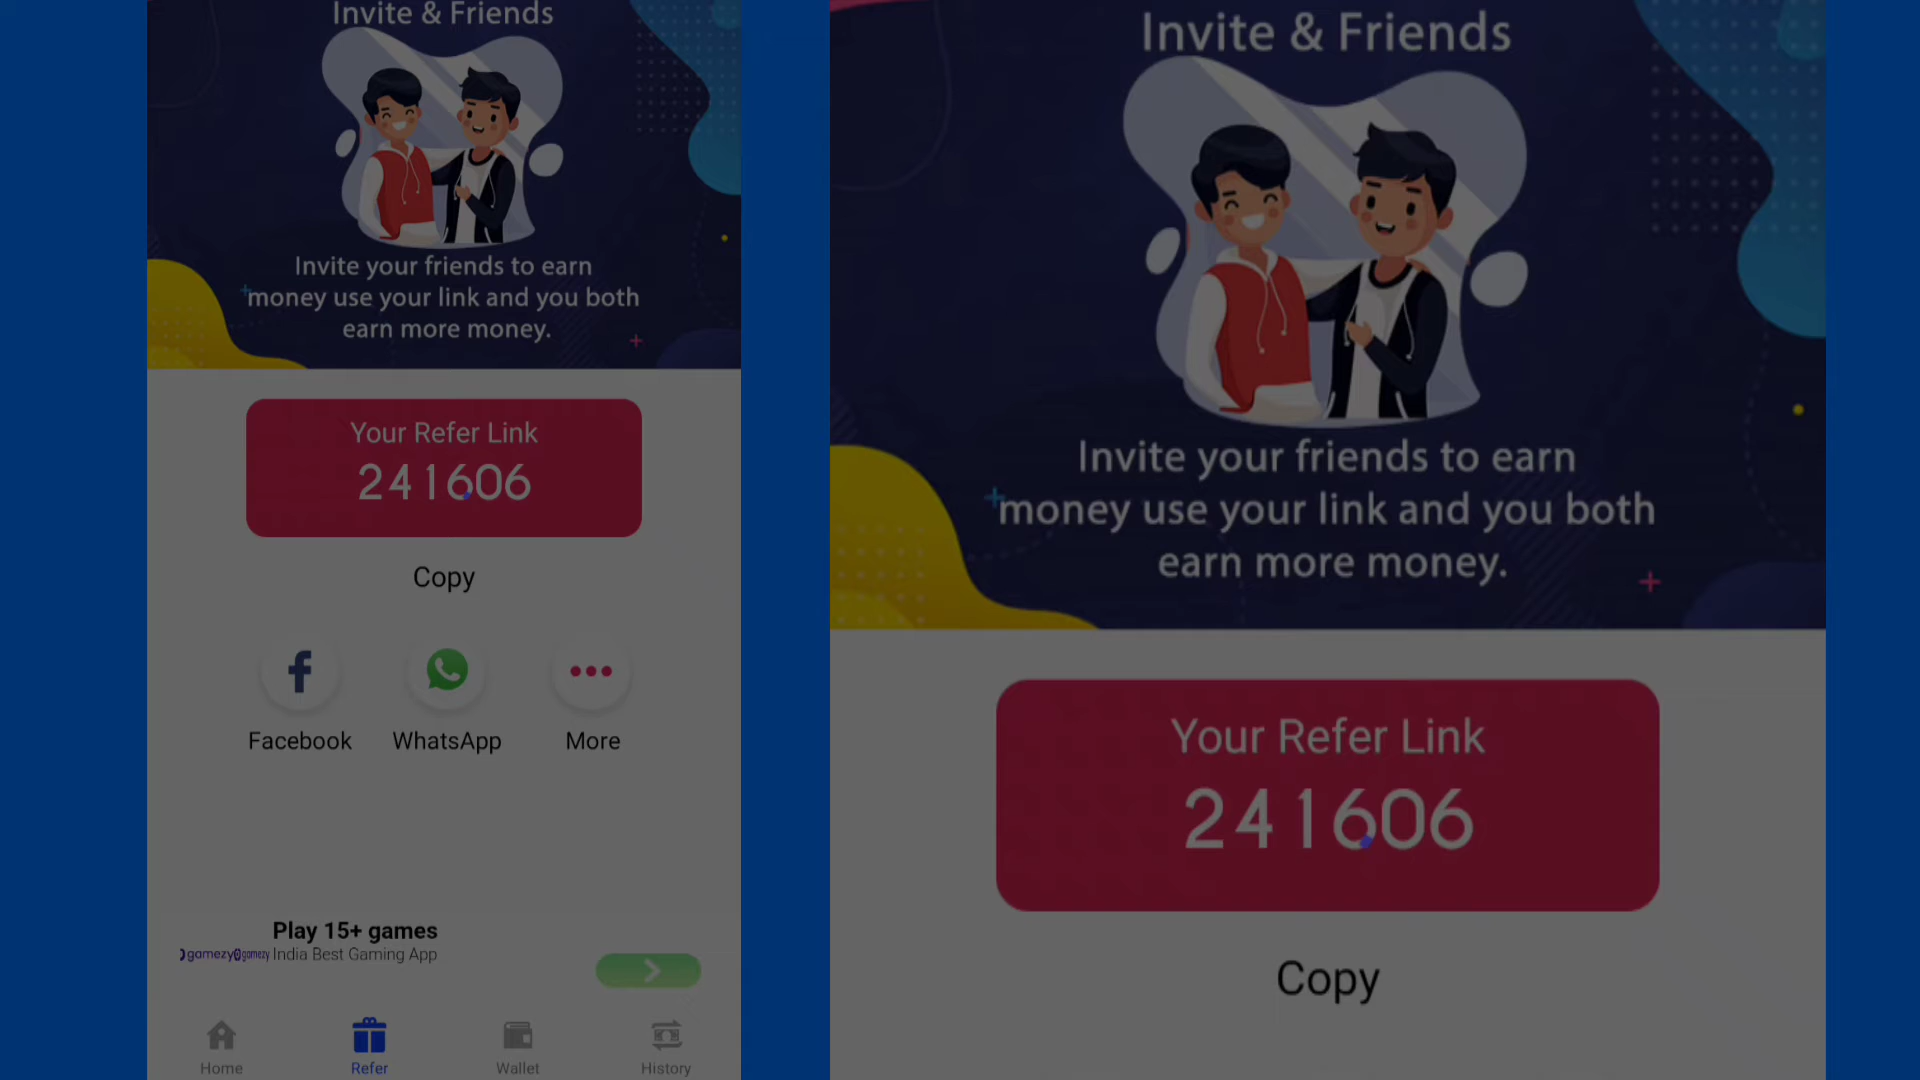 Invite & Friends
Invite your friends to earn
money use your link and you both
earn more money.
Your Refer Link
241606
Copy
Facebook
WhatsApp
More
Play 15+ games
gamezy gamezy India Best Gaming App
Home
Refer
Wallet
History
Invite & Friends
Invite your friends to earn
money use your link and you both
earn more money.
Your Refer Link
241606
Copy